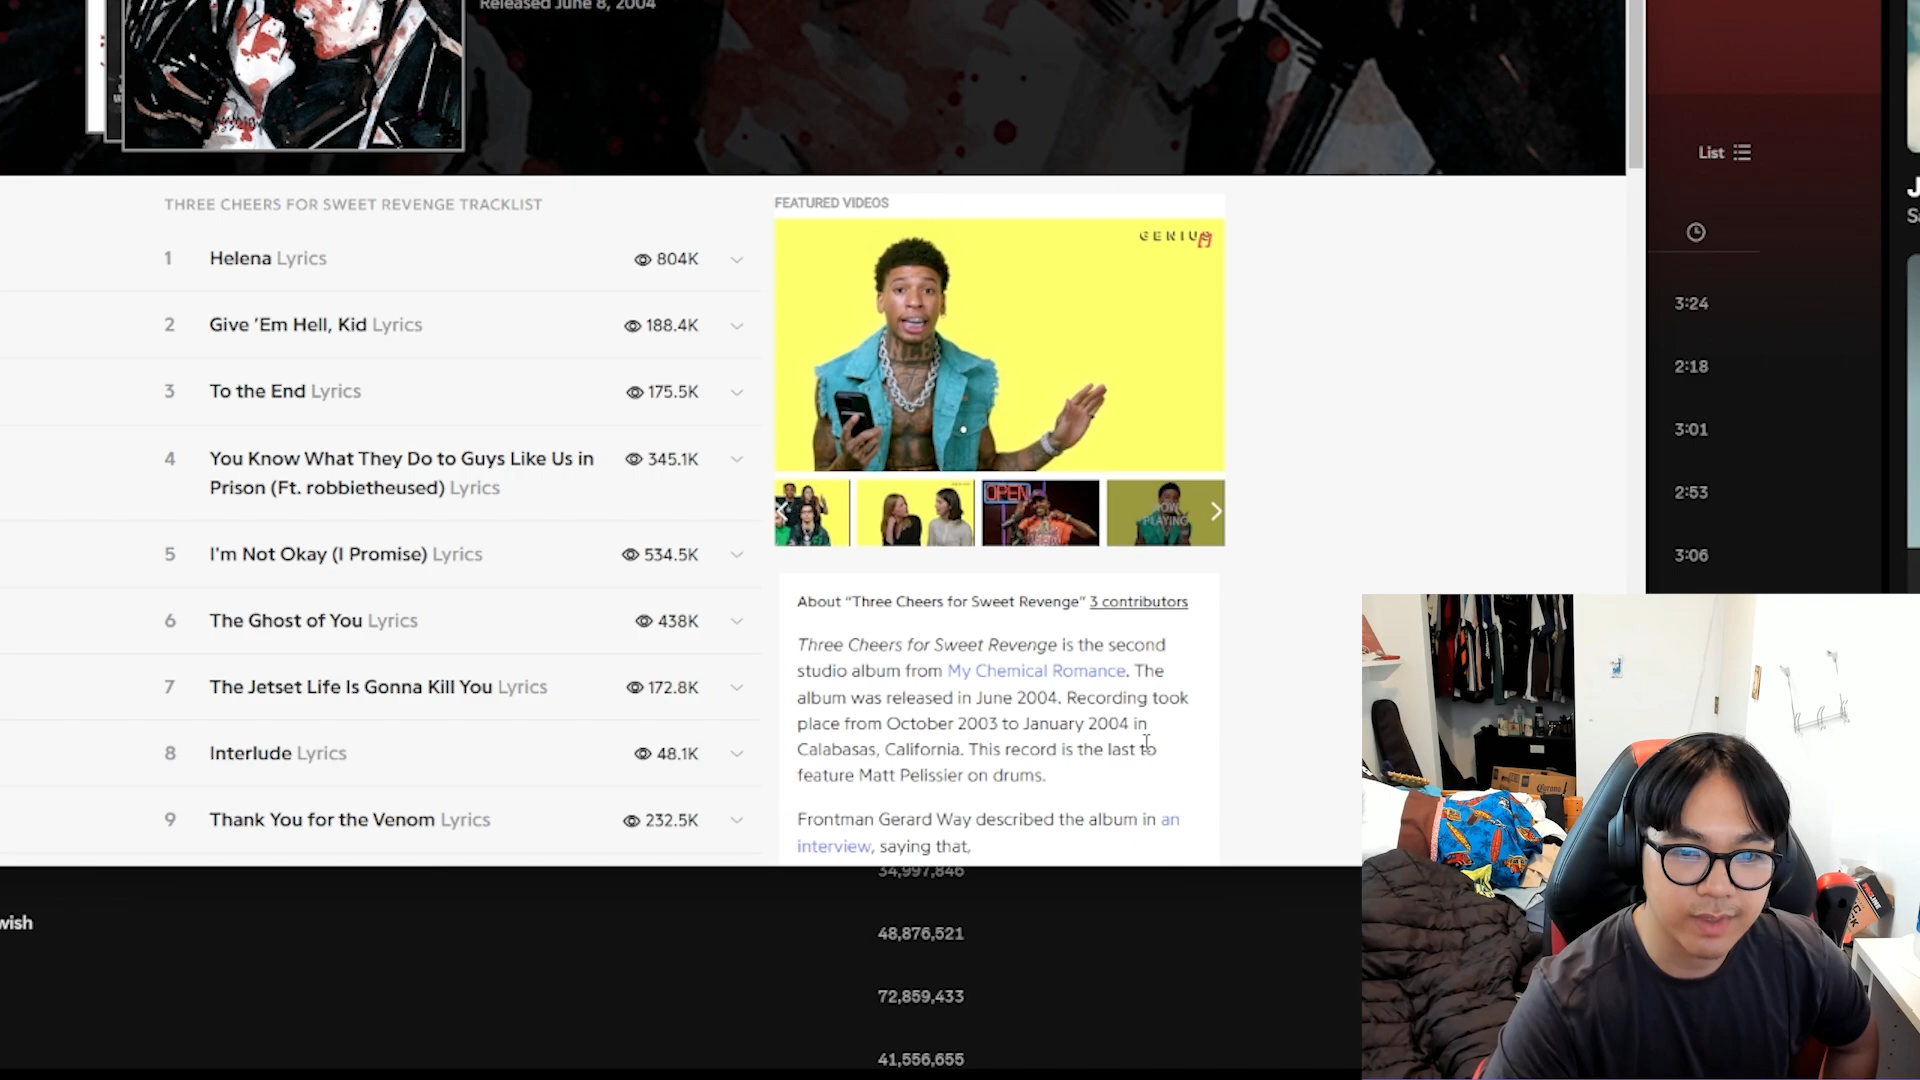 Released June 8, 2004
List
THREE CHEERS FOR SWEET REVENGE TRACKLIST
FEATURED VIDEOS
GENIUS
1 Helena Lyrics 804K
3:24
2 Give ’Em Hell, Kid Lyrics 188.4K
2:18
3 To the End Lyrics 175.5K
3:01
4 You Know What They Do to Guys Like Us in 345.1K
Prison (Ft. robbietheused) Lyrics
2:53
OPEN
NOW
PLAYING
5 I'm Not Okay (I Promise) Lyrics 534.5K
3:06
6 The Ghost of You Lyrics 438K
7 The Jetset Life Is Gonna Kill You Lyrics 172.8K
8 Interlude Lyrics 48.1K
9 Thank You for the Venom Lyrics 232.5K
About “Three Cheers for Sweet Revenge” 3 contributors
Three Cheers for Sweet Revenge is the second
studio album from My Chemical Romance. The
album was released in June 2004. Recording took
place from October 2003 to January 2004 in
Calabasas, California. This record is the last to
feature Matt Pelissier on drums.
Frontman Gerard Way described the album in an
interview, saying that,
34,997,846
wish
48,876,521
72,859,433
41,556,655
Corona